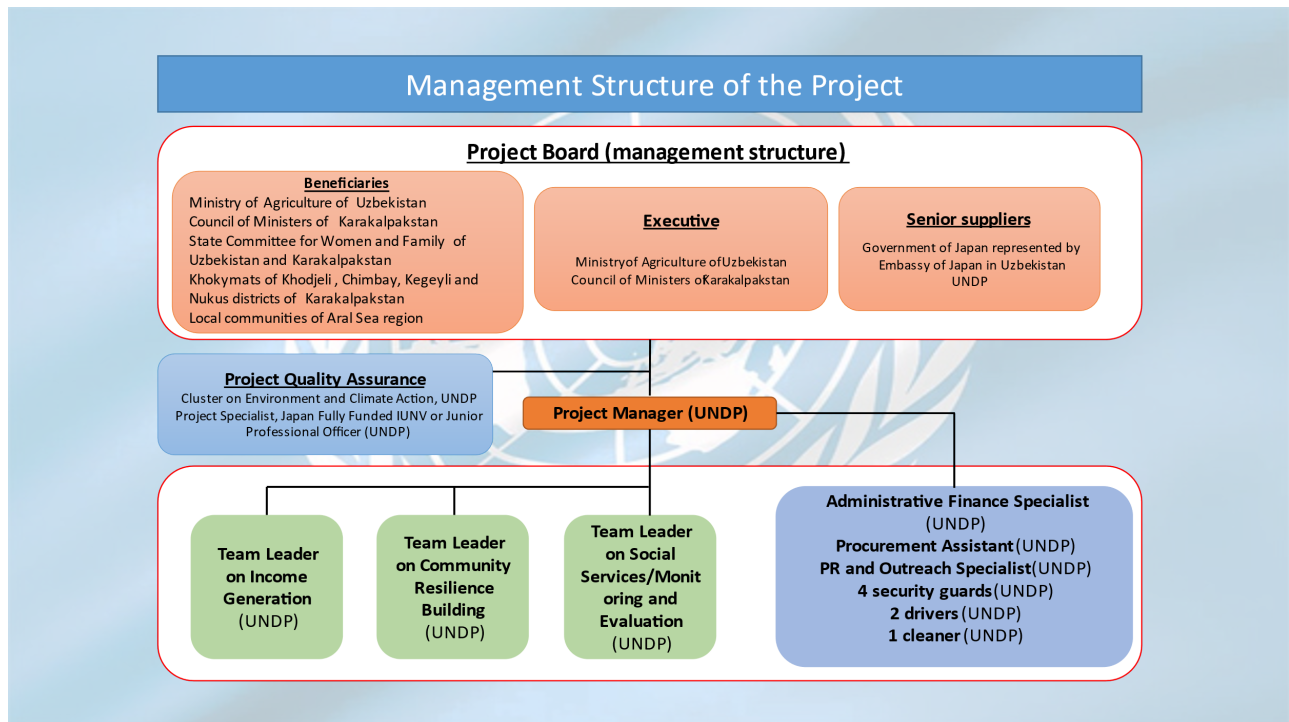 Management Structure of the Project
Project Board (management structure)
Beneficiaries
Ministry of Agriculture of Uzbekistan
Council of Ministers of Karakalpakstan
State Committee for Women and Family of
Uzbekistan and Karakalpakstan
Khokymats of Khodjeli , Chimbay, Kegeyli and
Nukus districts of Karakalpakstan
Local communities of Aral Sea region
Executive
Ministryof Agriculture ofUzbekistan
Council of Ministers ofKarakalpakstan
Senior suppliers
Government of Japan represented by
Embassy of Japan in Uzbekistan
UNDP
Project Quality Assurance
Cluster on Environment and Climate Action, UNDP
Project Specialist, Japan Fully Funded IUNV or Junior
Professional Officer (UNDP)
Project Manager (UNDP)
Team Leader
on Income
Generation
(UNDP)
Team Leader
on Community
Resilience
Building
(UNDP)
Team Leader
on Social
Services/Monit
oring and
Evaluation
(UNDP)
Administrative Finance Specialist
(UNDP)
Procurement Assistant(UNDP)
PR and Outreach Specialist(UNDP)
4 security guards(UNDP)
2 drivers(UNDP)
1 cleaner(UNDP)